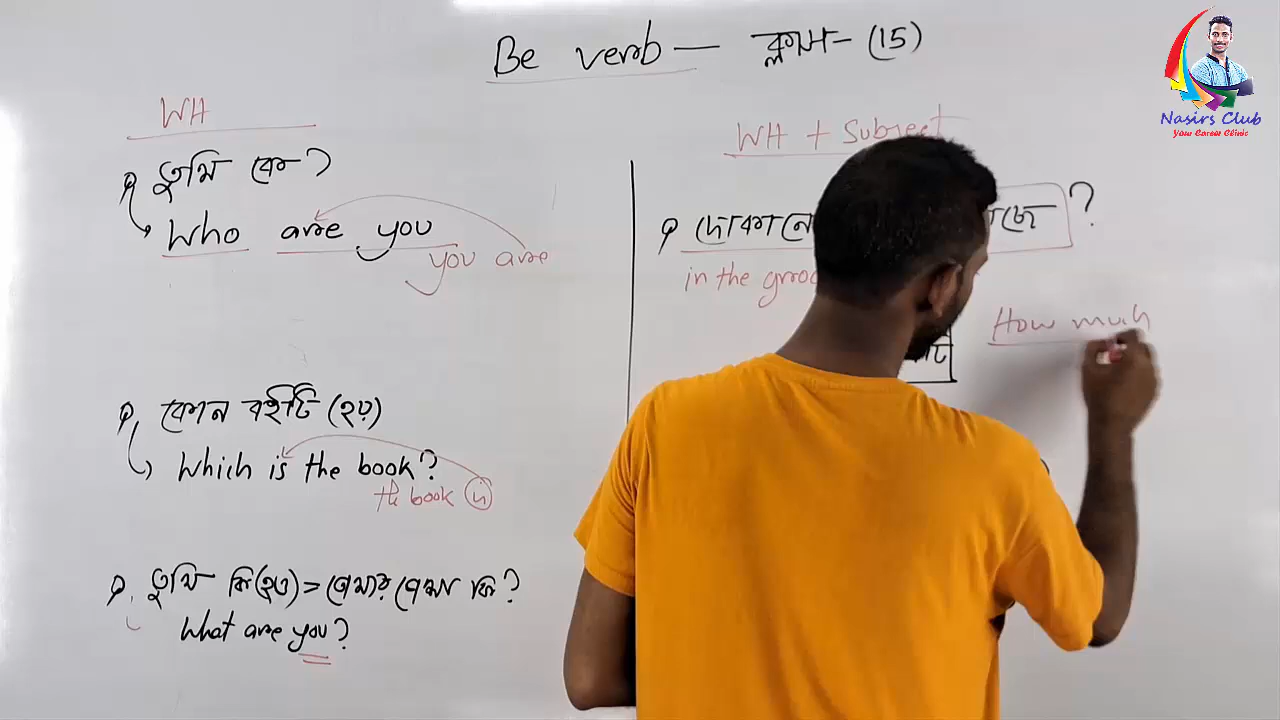 Be verb — ক্লাস - (15)
Nasirs Club
Your Career Clinic
WH
তুমি কে?
Who are you
you are
কোন বইটি (হয়)
Which is the book?
the book is
তুমি কি (হও) = তোমার পেশা কি?
What are you?
WH + Subject
দোকানে ?
in the
How much